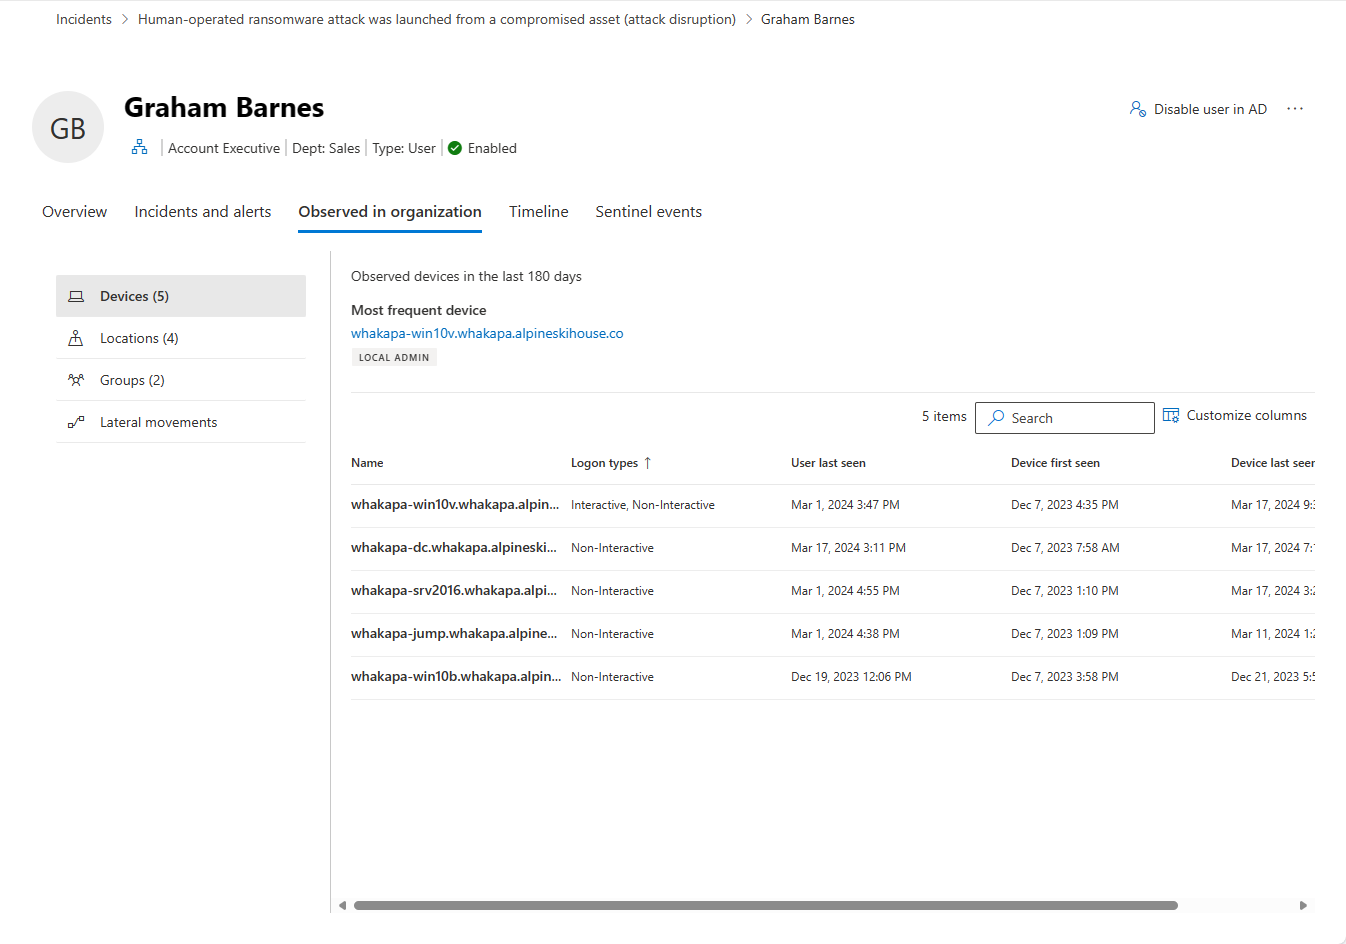 Incidents > Human-operated ransomware attack was launched from a compromised asset (attack disruption) > Graham Barnes
GB
Graham Barnes
Disable user in AD ···
Account Executive | Dept: Sales | Type: User | Enabled
Overview Incidents and alerts Observed in organization Timeline Sentinel events
Devices (5)
Locations (4)
Groups (2)
Lateral movements
Observed devices in the last 180 days
Most frequent device
whakapa-win10v.whakapa.alpineskihouse.co
LOCAL ADMIN
5 items Search Customize columns
Name Logon types ↑ User last seen Device first seen Device last seen
whakapa-win10v.whakapa.alpin... Interactive, Non-Interactive Mar 1, 2024 3:47 PM Dec 7, 2023 4:35 PM Mar 17, 2024 9:3
whakapa-dc.whakapa.alpineski... Non-Interactive Mar 17, 2024 3:11 PM Dec 7, 2023 7:58 AM Mar 17, 2024 7:
whakapa-srv2016.whakapa.alpi... Non-Interactive Mar 1, 2024 4:55 PM Dec 7, 2023 1:10 PM Mar 17, 2024 3:2
whakapa-jump.whakapa.alpine... Non-Interactive Mar 1, 2024 4:38 PM Dec 7, 2023 1:09 PM Mar 11, 2024 1:2
whakapa-win10b.whakapa.alpin... Non-Interactive Dec 19, 2023 12:06 PM Dec 7, 2023 3:58 PM Dec 21, 2023 5:5